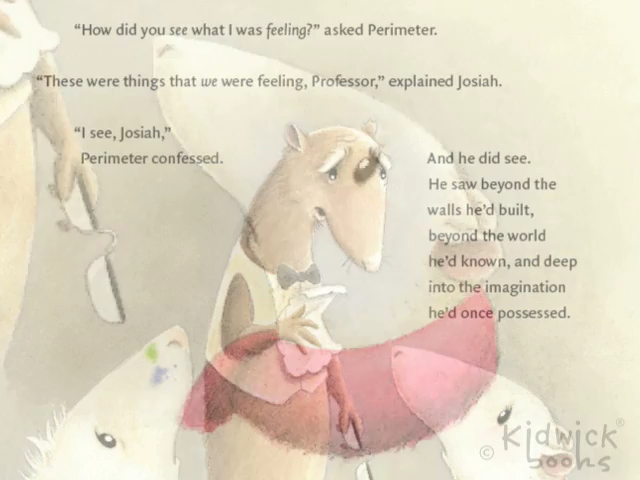 "How did you see what I was feeling?" asked Perimeter.
"These were things that we were feeling, Professor," explained Josiah.
"I see, Josiah,"
Perimeter confessed.
And he did see.
He saw beyond the
walls he'd built,
beyond the world
he'd known, and deep
into the imagination
he'd once possessed.
© Kidwick®
books